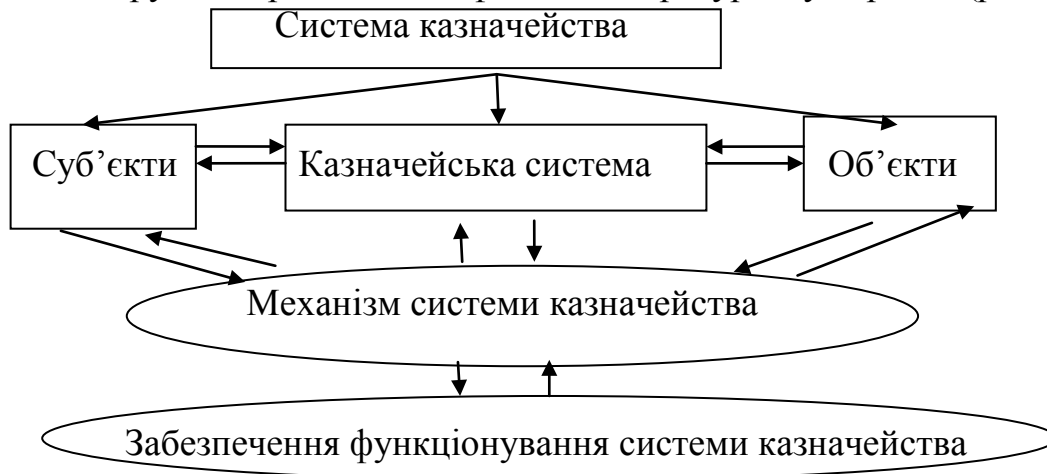 Система казначейства
Суб’єкти
Казначейська система
Об’єкти
Механізм системи казначейства
Забезпечення функціонування системи казначейства